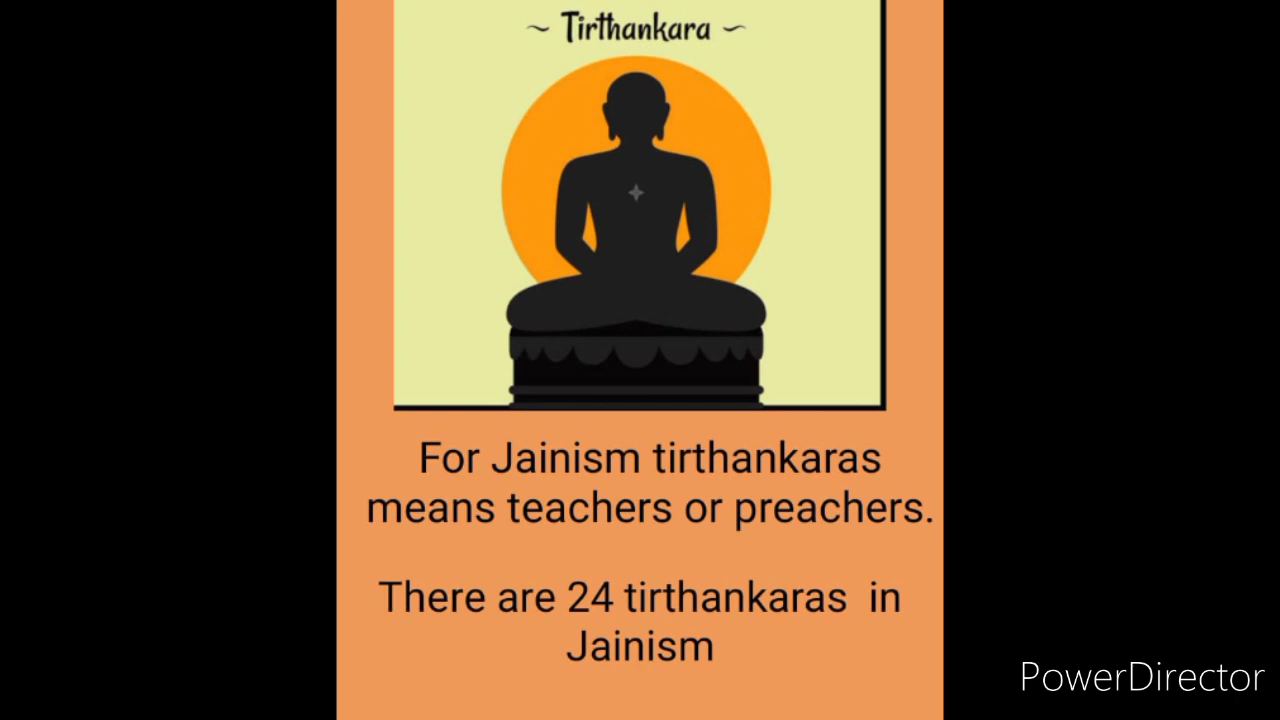 ~ Tirthankara ~
For Jainism tirthankaras
means teachers or preachers.
There are 24 tirthankaras in
Jainism
PowerDirector